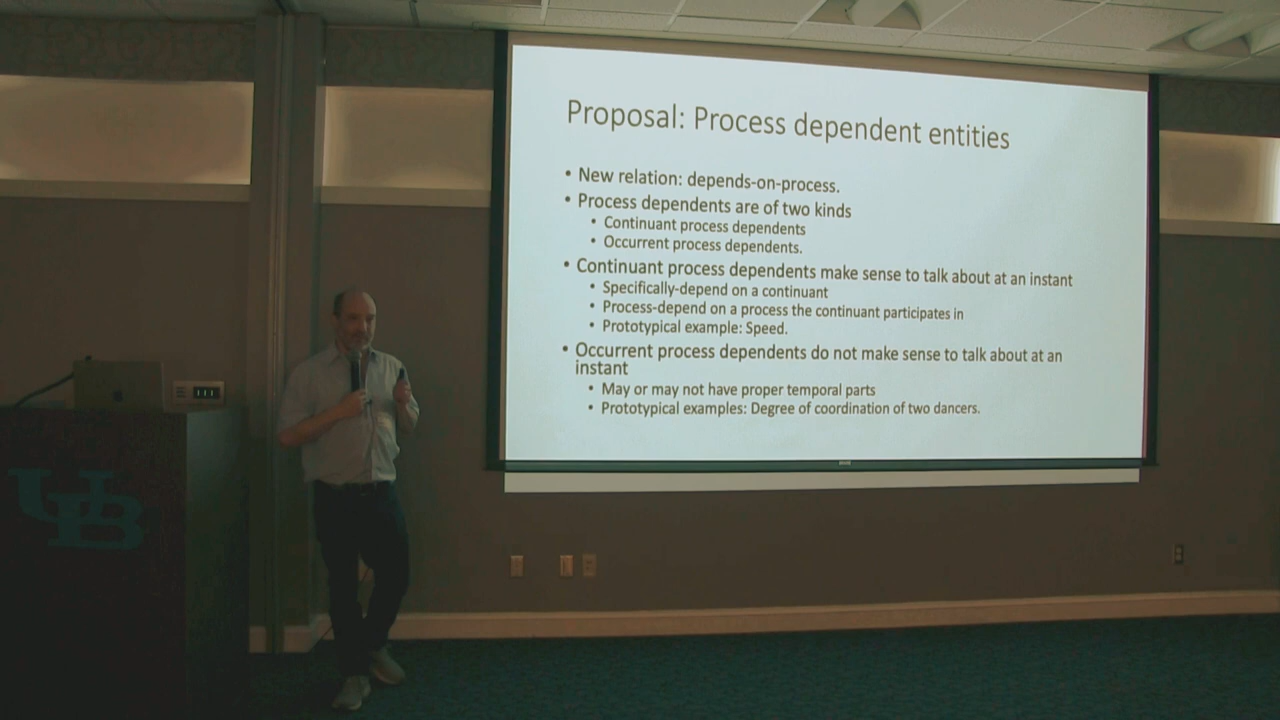 Proposal: Process dependent entities
• New relation: depends-on-process.
• Process dependents are of two kinds
• Continuant process dependents
• Occurrent process dependents.
• Continuant process dependents make sense to talk about at an instant
• Specifically-depend on a continuant
• Process-depend on a process the continuant participates in
• Prototypical example: Speed.
• Occurrent process dependents do not make sense to talk about at an
instant
• May or may not have proper temporal parts
• Prototypical examples: Degree of coordination of two dancers.
UB